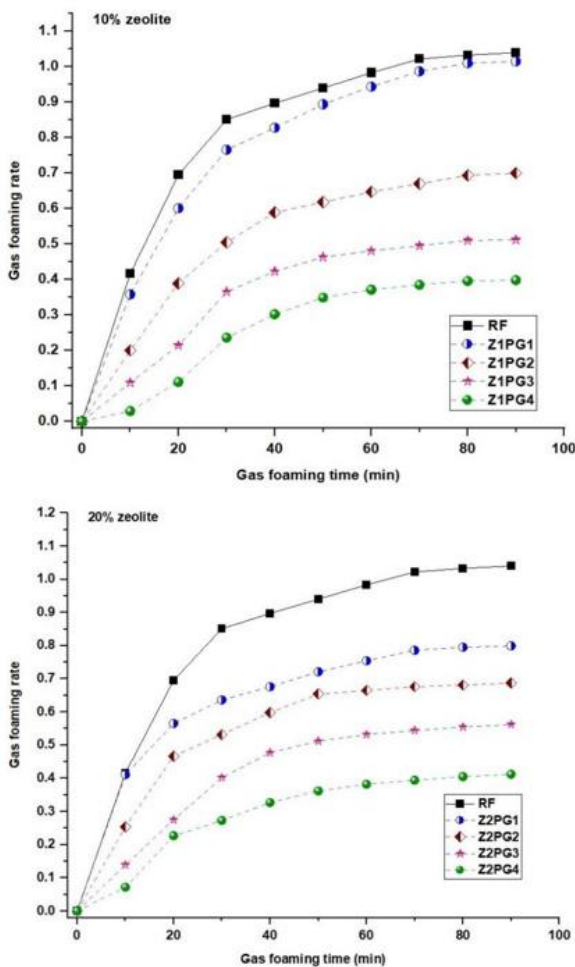 10% zeolite
1.1
1.0
0.9
0.8
0.7
0.6
0.5
0.4
0.3
0.2
0.1
0.0
Gas foaming rate
RF
Z1PG1
Z1PG2
Z1PG3
Z1PG4
0 20 40 60 80 100
Gas foaming time (min)
20% zeolite
1.2
1.1
1.0
0.9
0.8
0.7
0.6
0.5
0.4
0.3
0.2
0.1
0.0
Gas foaming rate
RF
Z2PG1
Z2PG2
Z2PG3
Z2PG4
0 20 40 60 80 100
Gas foaming time (min)